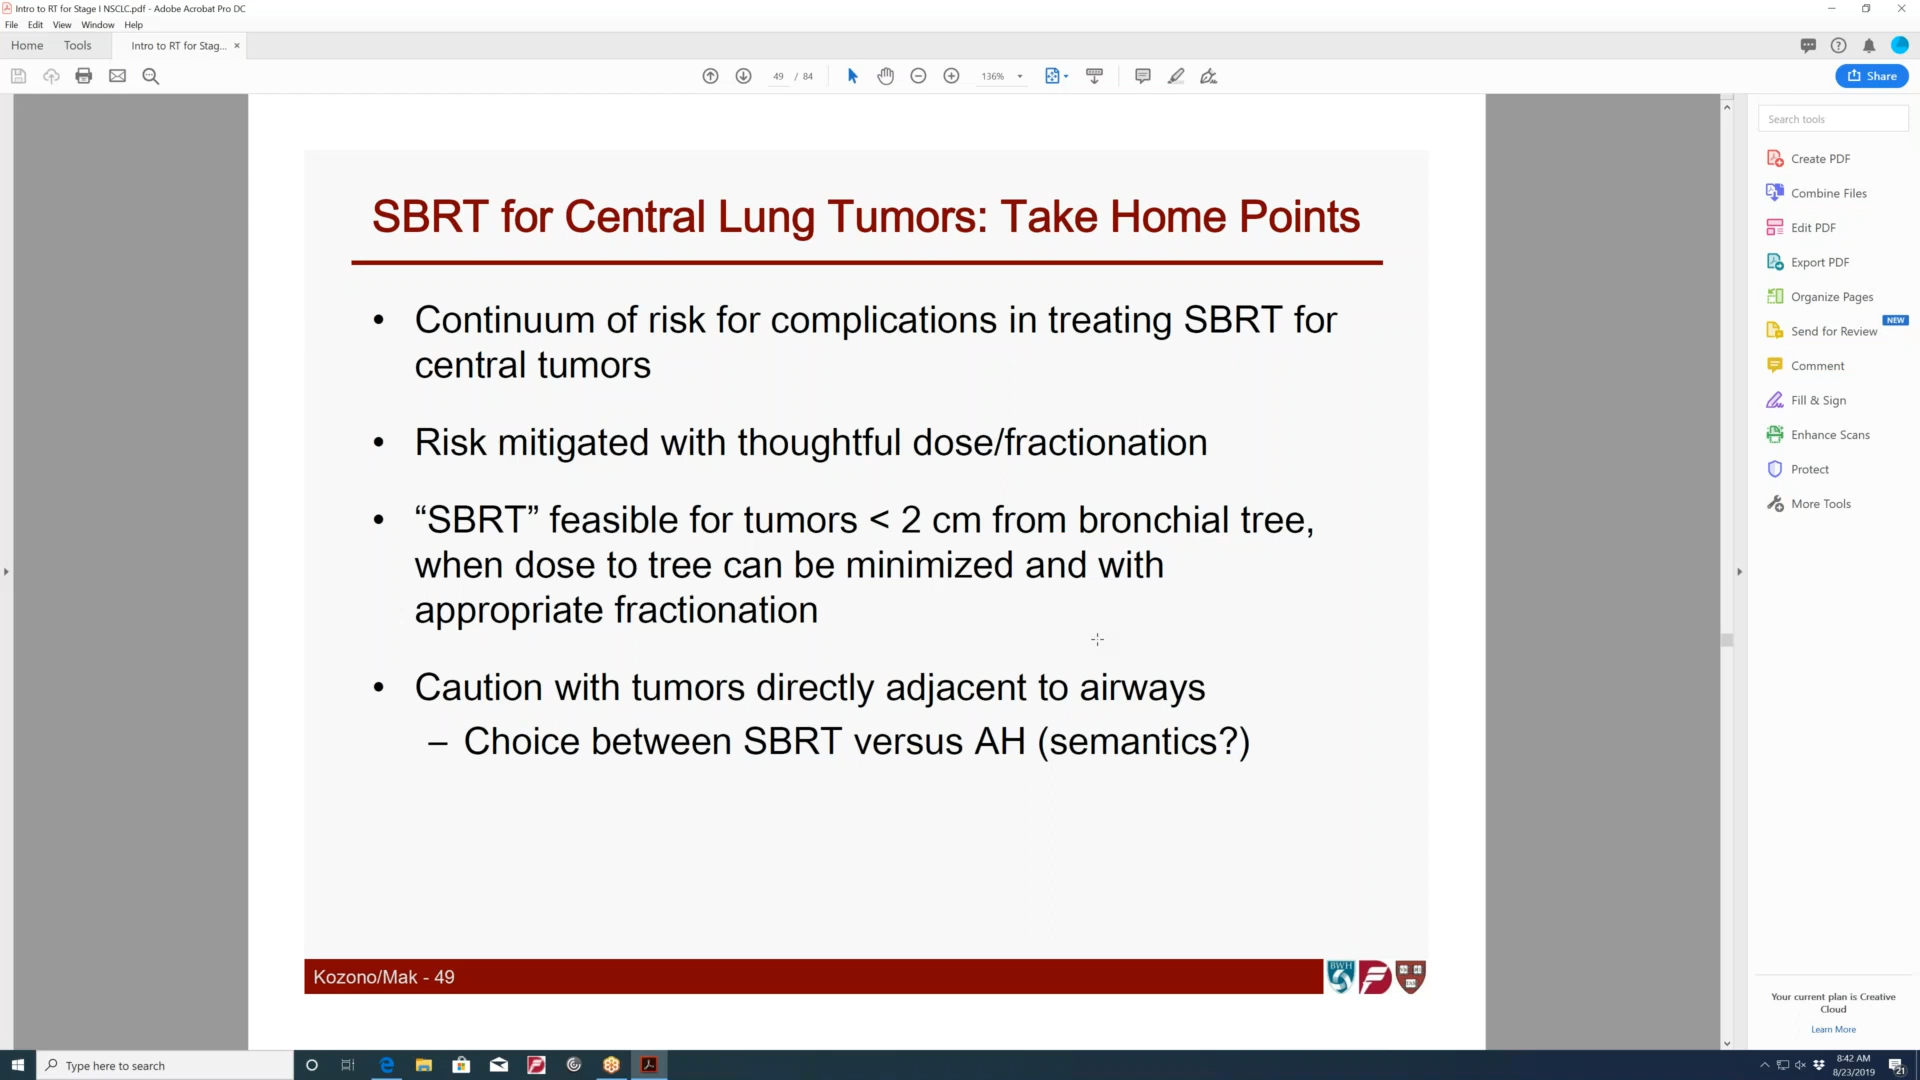 Intro to RT for Stage I NSCLC.pdf - Adobe Acrobat Pro DC
File Edit View Window Help
Home Tools Intro to RT for Stag... ×
49 / 84 136% Share
Search tools
Create PDF
Combine Files
Edit PDF
Export PDF
Organize Pages
Send for Review NEW
Comment
Fill & Sign
Enhance Scans
Protect
More Tools
SBRT for Central Lung Tumors: Take Home Points
• Continuum of risk for complications in treating SBRT for
central tumors
• Risk mitigated with thoughtful dose/fractionation
• “SBRT” feasible for tumors < 2 cm from bronchial tree,
when dose to tree can be minimized and with
appropriate fractionation
• Caution with tumors directly adjacent to airways
– Choice between SBRT versus AH (semantics?)
Kozono/Mak - 49
BWH
Your current plan is Creative
Cloud
Learn More
Type here to search
8:42 AM
8/23/2019
21